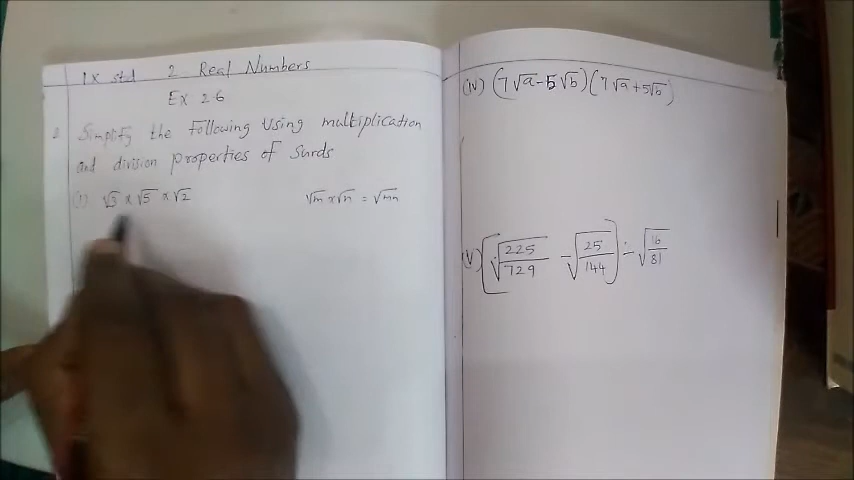 IX std 2 Real Numbers
Ex 2.6
2 Simplify the following using multiplication
and division properties of Surds
(i) √3 × √5 × √2 √m × √n = √mn
(iv) (7√a - 5√b) (7√a + 5√b)
(v) [√225/729 - √25/144] ÷ √16/81